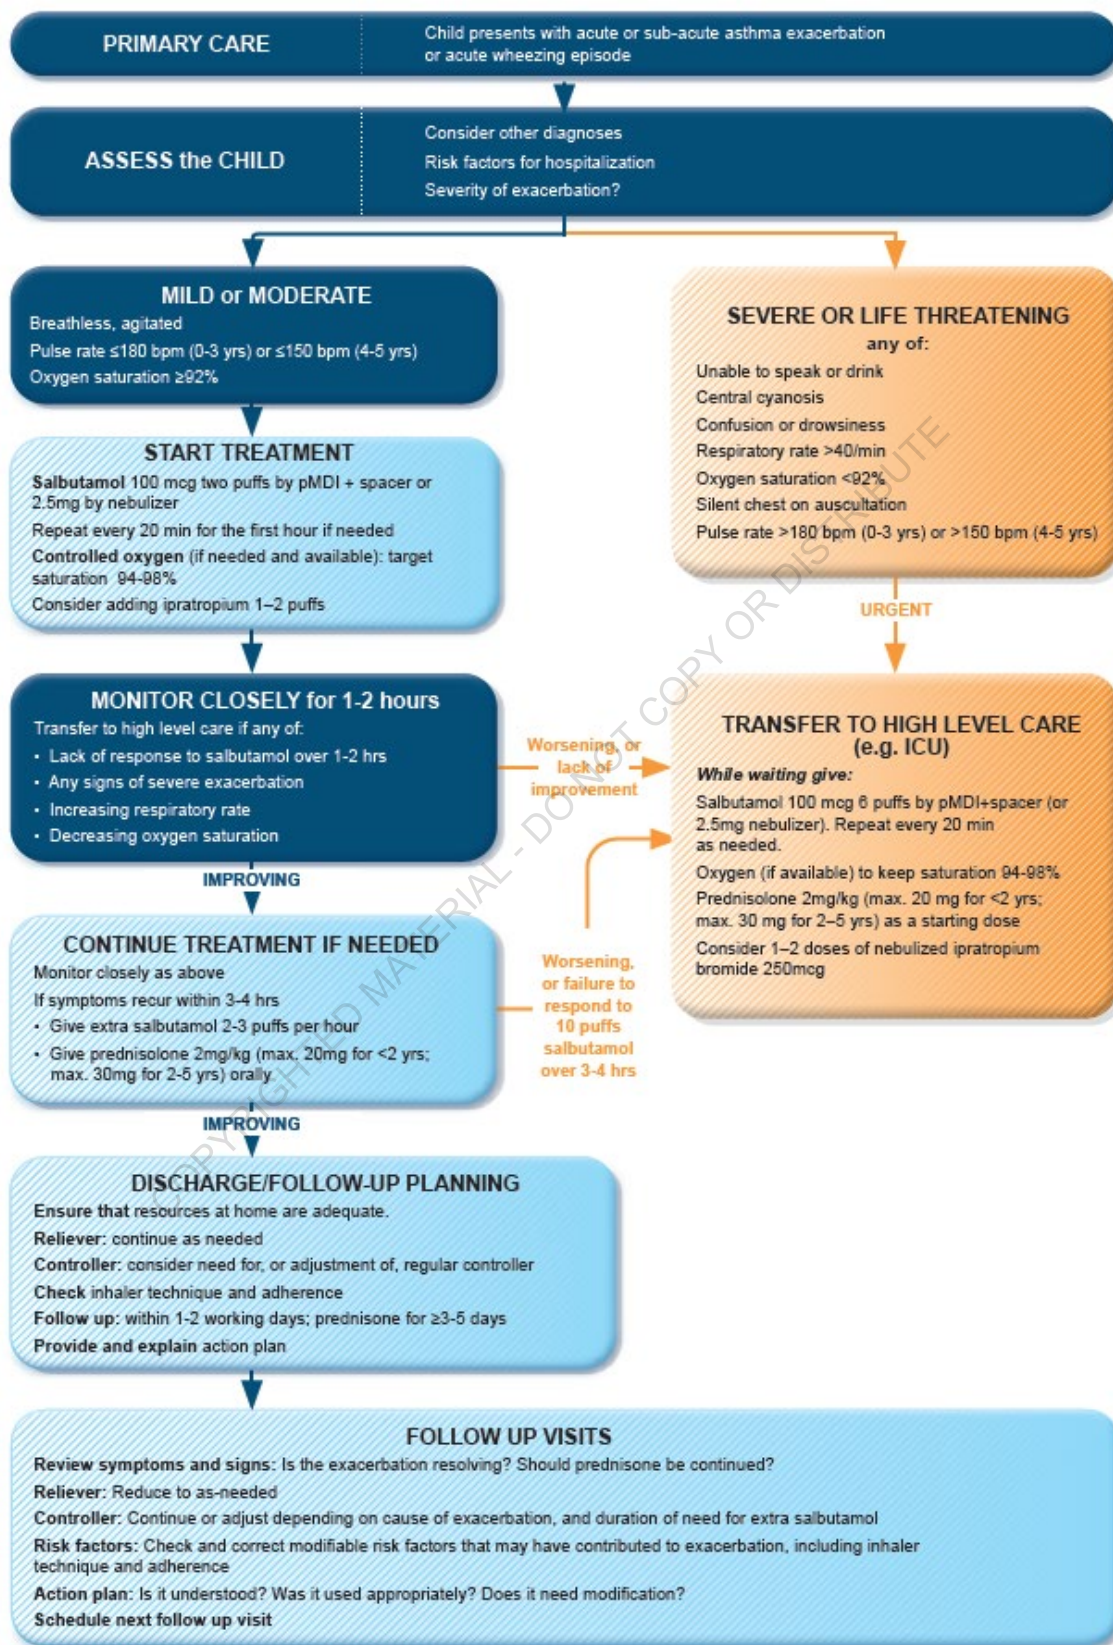 PRIMARY CARE
Child presents with acute or sub-acute asthma exacerbation
or acute wheezing episode
ASSESS the CHILD
Consider other diagnoses
Risk factors for hospitalization
Severity of exacerbation?
MILD or MODERATE
Breathless, agitated
Pulse rate ≤180 bpm (0-3 yrs) or ≤150 bpm (4-5 yrs)
Oxygen saturation ≥92%
SEVERE OR LIFE THREATENING
any of:
Unable to speak or drink
Central cyanosis
Confusion or drowsiness
Respiratory rate >40/min
Oxygen saturation <92%
Silent chest on auscultation
Pulse rate >180 bpm (0-3 yrs) or >150 bpm (4-5 yrs)
START TREATMENT
Salbutamol 100 mcg two puffs by pMDI + spacer or
2.5mg by nebulizer
Repeat every 20 min for the first hour if needed
Controlled oxygen (if needed and available): target
saturation 94-98%
Consider adding ipratropium 1–2 puffs
URGENT
MONITOR CLOSELY for 1-2 hours
Transfer to high level care if any of:
• Lack of response to salbutamol over 1-2 hrs
• Any signs of severe exacerbation
• Increasing respiratory rate
• Decreasing oxygen saturation
Worsening, or
lack of
improvement
TRANSFER TO HIGH LEVEL CARE
(e.g. ICU)
While waiting give:
Salbutamol 100 mcg 6 puffs by pMDI+spacer (or
2.5mg nebulizer). Repeat every 20 min
as needed.
Oxygen (if available) to keep saturation 94-98%
Prednisolone 2mg/kg (max. 20 mg for <2 yrs;
max. 30 mg for 2–5 yrs) as a starting dose
Consider 1–2 doses of nebulized ipratropium
bromide 250mcg
IMPROVING
CONTINUE TREATMENT IF NEEDED
Monitor closely as above
If symptoms recur within 3-4 hrs
• Give extra salbutamol 2-3 puffs per hour
• Give prednisolone 2mg/kg (max. 20mg for <2 yrs;
max. 30mg for 2-5 yrs) orally
Worsening,
or failure to
respond to
10 puffs
salbutamol
over 3-4 hrs
IMPROVING
DISCHARGE/FOLLOW-UP PLANNING
Ensure that resources at home are adequate.
Reliever: continue as needed
Controller: consider need for, or adjustment of, regular controller
Check inhaler technique and adherence
Follow up: within 1-2 working days; prednisone for ≥3-5 days
Provide and explain action plan
FOLLOW UP VISITS
Review symptoms and signs: Is the exacerbation resolving? Should prednisone be continued?
Reliever: Reduce to as-needed
Controller: Continue or adjust depending on cause of exacerbation, and duration of need for extra salbutamol
Risk factors: Check and correct modifiable risk factors that may have contributed to exacerbation, including inhaler
technique and adherence
Action plan: Is it understood? Was it used appropriately? Does it need modification?
Schedule next follow up visit
COPYRIGHTED MATERIAL - DO NOT COPY OR DISTRIBUTE